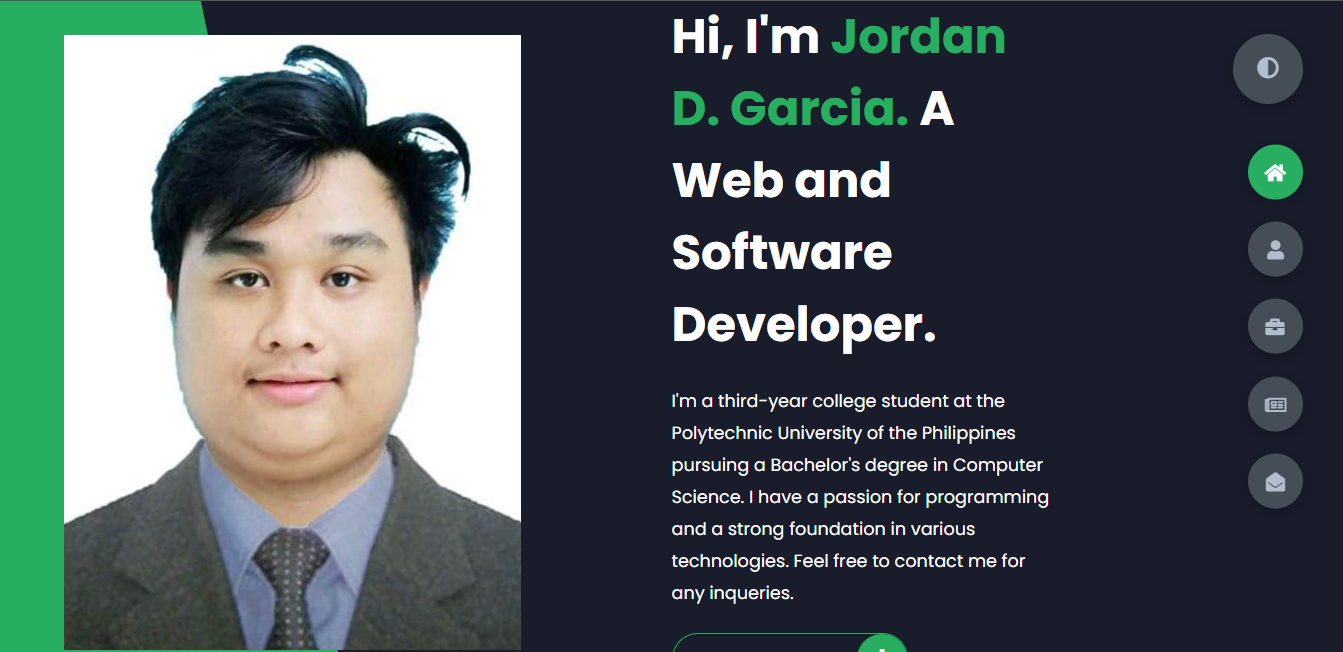 Hi, I'm Jordan
D. Garcia. A
Web and
Software
Developer.
I'm a third-year college student at the
Polytechnic University of the Philippines
pursuing a Bachelor's degree in Computer
Science. I have a passion for programming
and a strong foundation in various
technologies. Feel free to contact me for
any inqueries.